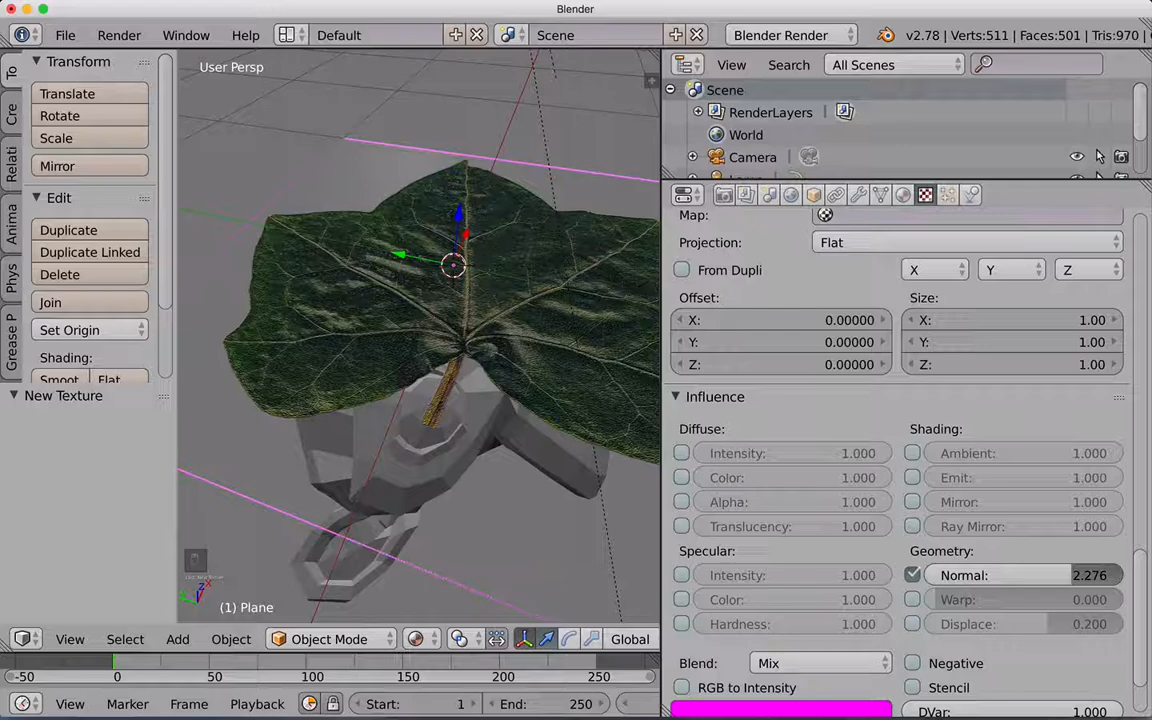 Blender
File Render Window Help Default Scene Blender Render v2.78 | Verts:511 | Faces:501 | Tris:970
To
Cre
Relati
Anima
Phys
Grease P
Transform
Translate
Rotate
Scale
Mirror
Edit
Duplicate
Duplicate Linked
Delete
Join
Set Origin
Shading:
Smoot Flat
New Texture
User Persp
(1) Plane
View Select Add Object Object Mode Global
-50 0 50 100 150 200 250
View Marker Frame Playback Start: 1 End: 250
View Search All Scenes
Scene
RenderLayers
World
Camera
Map:
Projection: Flat
From Dupli X Y Z
Offset: Size:
X: 0.00000 X: 1.00
Y: 0.00000 Y: 1.00
Z: 0.00000 Z: 1.00
Influence
Diffuse: Shading:
Intensity: 1.000 Ambient: 1.000
Color: 1.000 Emit: 1.000
Alpha: 1.000 Mirror: 1.000
Translucency: 1.000 Ray Mirror: 1.000
Specular: Geometry:
Intensity: 1.000 Normal: 2.276
Color: 1.000 Warp: 0.000
Hardness: 1.000 Displace: 0.200
Blend: Mix Negative
RGB to Intensity Stencil
DVar: 1.000